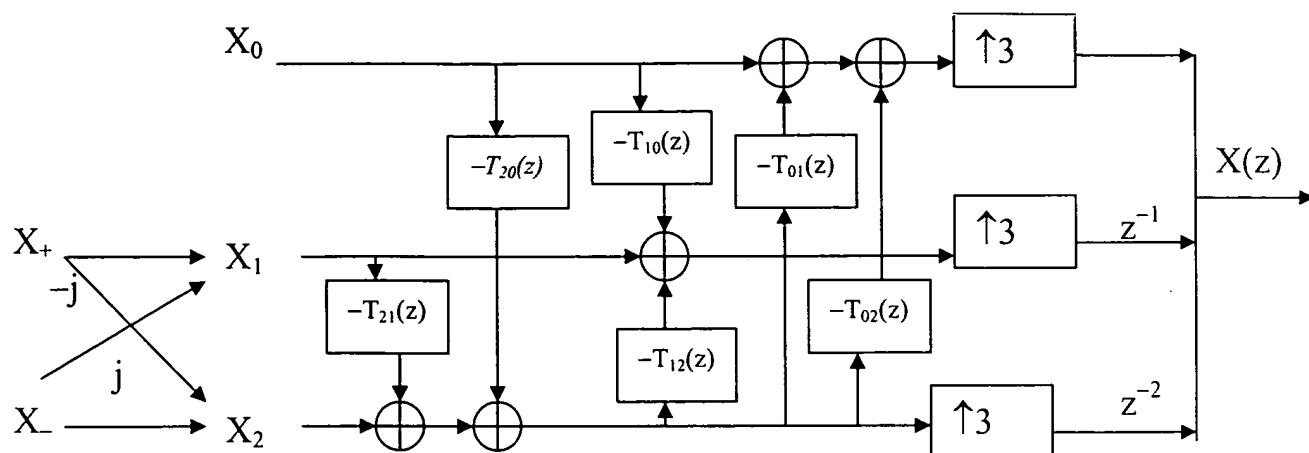 X₀
↑3
–T₂₀(z)
–T₁₀(z)
–T₀₁(z)
X(z)
X₊
X₁
↑3
z⁻¹
–j
–T₂₁(z)
–T₁₂(z)
–T₀₂(z)
j
X₋
X₂
↑3
z⁻²